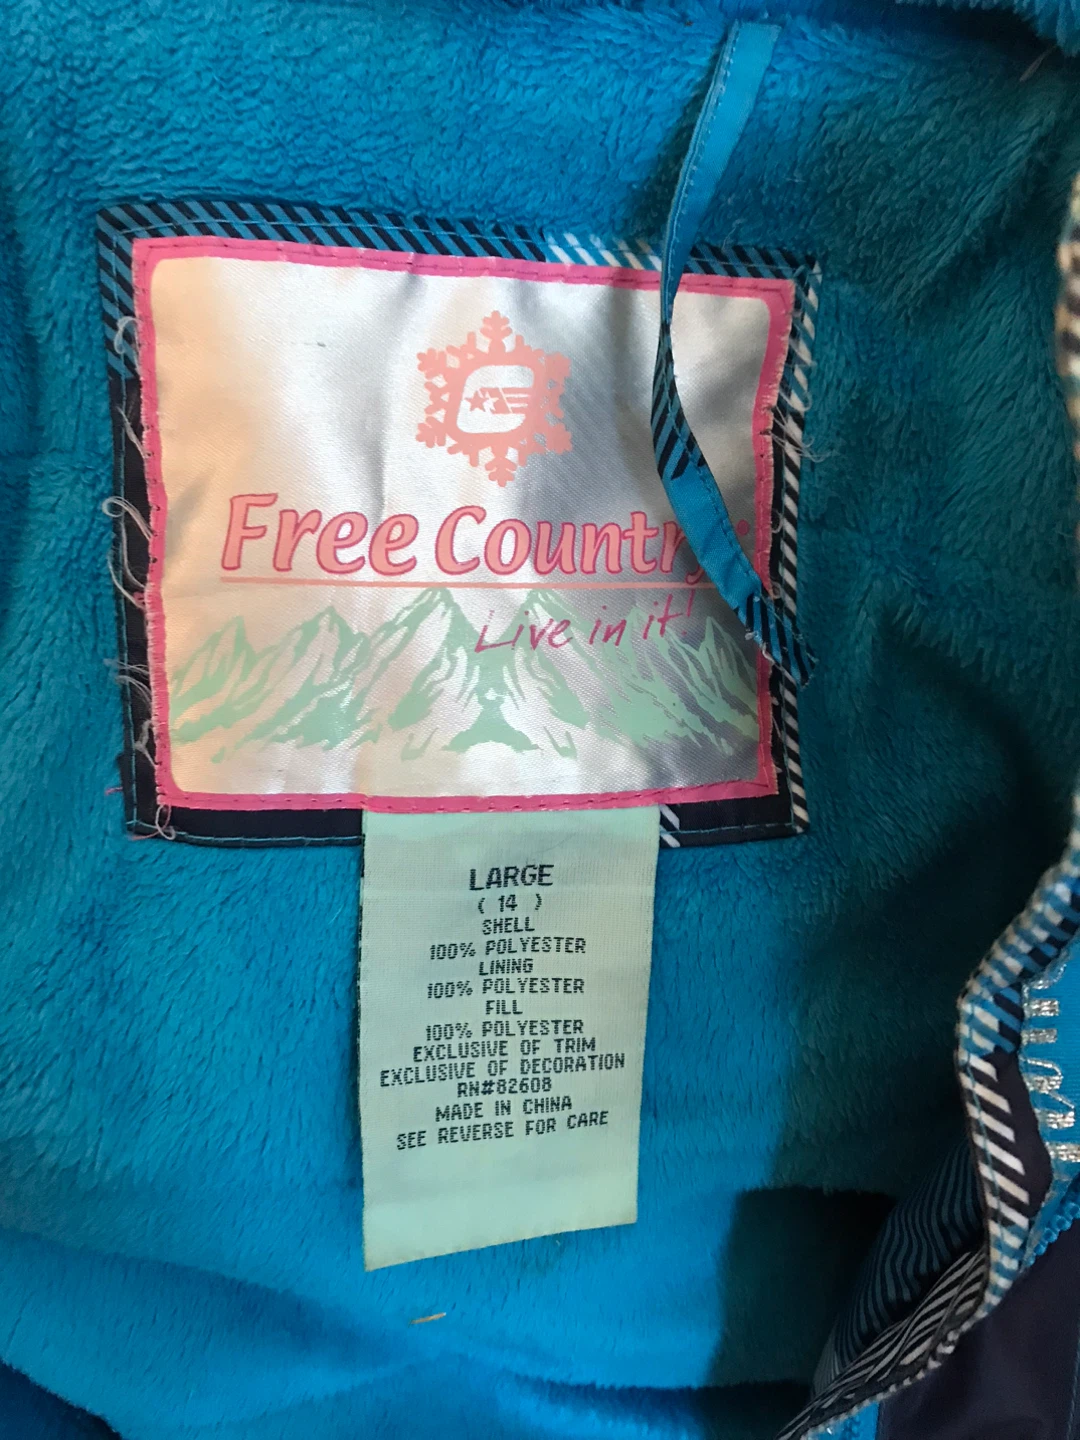 Free Country
Live in it!
LARGE
( 14 )
SHELL
100% POLYESTER
LINING
100% POLYESTER
FILL
100% POLYESTER
EXCLUSIVE OF TRIM
EXCLUSIVE OF DECORATION
RN#82608
MADE IN CHINA
SEE REVERSE FOR CARE